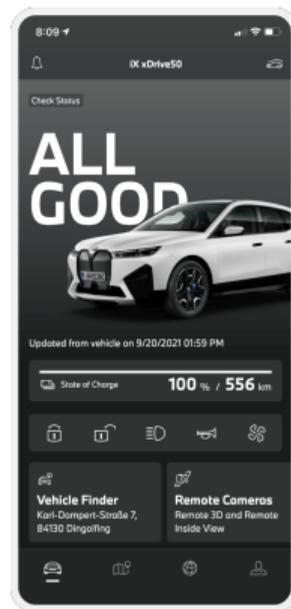 8:09
iX xDrive50
Check Status
ALL
GOOD
Updated from vehicle on 9/20/2021 01:59 PM
State of Charge 100 % / 556 km
Vehicle Finder
Karl-Dompert-Straße 7,
84130 Dingolfing
Remote Cameras
Remote 3D and Remote
Inside View